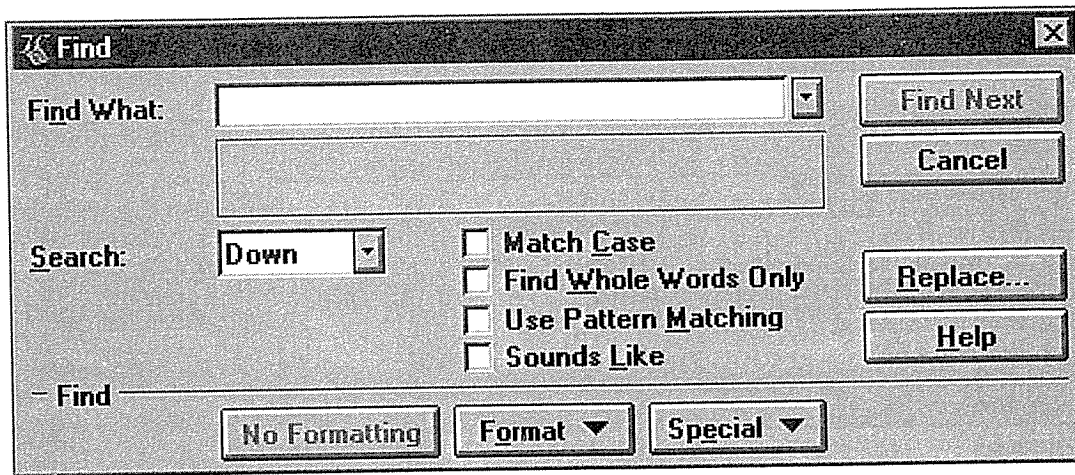 Find
Find What:
Find Next
Cancel
Search:
Down
Match Case
Find Whole Words Only
Use Pattern Matching
Sounds Like
Replace...
Help
Find
No Formatting
Format
Special